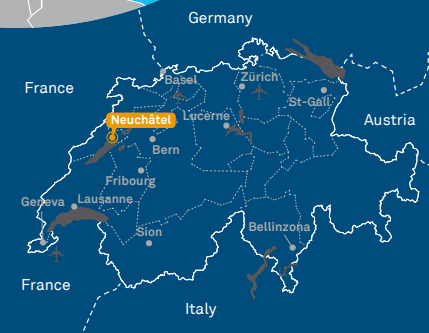 Germany
Basel
Zürich
France
St-Gall
Neuchâtel
Lucerne
Austria
Bern
Fribourg
Geneva
Lausanne
Sion
Bellinzona
France
Italy